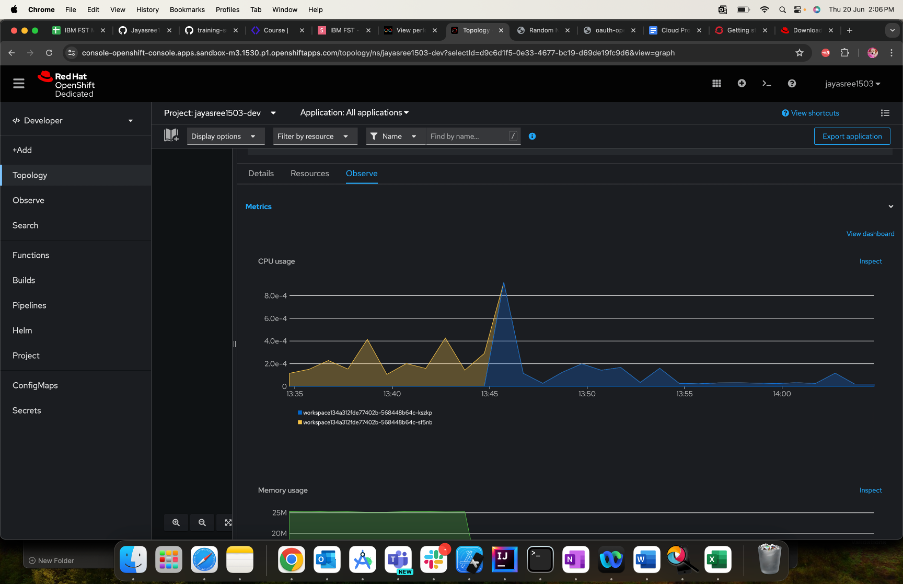 Chrome File Edit View History Bookmarks Profiles Tab Window Help Thu 20 Jun 2:06 PM
IBM FST Jayasree1 training-o Course | IBM FST - View perf Topology Random oauth-op Cloud Pr Getting s Downloac
console-openshift-console.apps.sandbox-m3.1530.p1.openshiftapps.com/topology/ns/jayasree1503-dev?selectId=d9c6d1f5-0e33-4677-bc19-d69de19fc9d6&view=graph
Red Hat
OpenShift
Dedicated
jayasree1503
Developer
Project: jayasree1503-dev Application: All applications View shortcuts
Display options Filter by resource Name Find by name... / Export application
+Add
Topology
Observe
Search
Functions
Builds
Pipelines
Helm
Project
ConfigMaps
Secrets
Details Resources Observe
Metrics
View dashboard
CPU usage Inspect
8.0e-4
6.0e-4
4.0e-4
2.0e-4
0
13:35 13:40 13:45 13:50 13:55 14:00
workspace134a312fde77402b-568448b64c-kszkp
workspace134a312fde77402b-568448b64c-sf5nb
Memory usage Inspect
25M
20M
New Folder
NEW